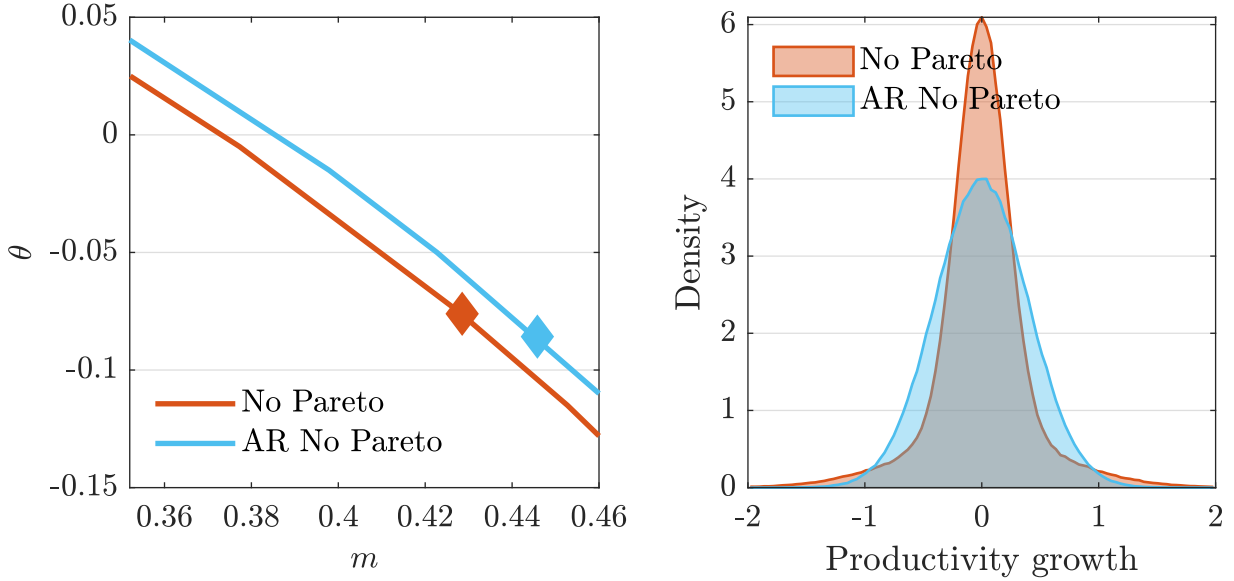 0.05
0
-0.05
-0.1
-0.15
θ
No Pareto
AR No Pareto
0.36 0.38 0.4 0.42 0.44 0.46
m
6
5
4
3
2
1
0
Density
No Pareto
AR No Pareto
-2 -1 0 1 2
Productivity growth